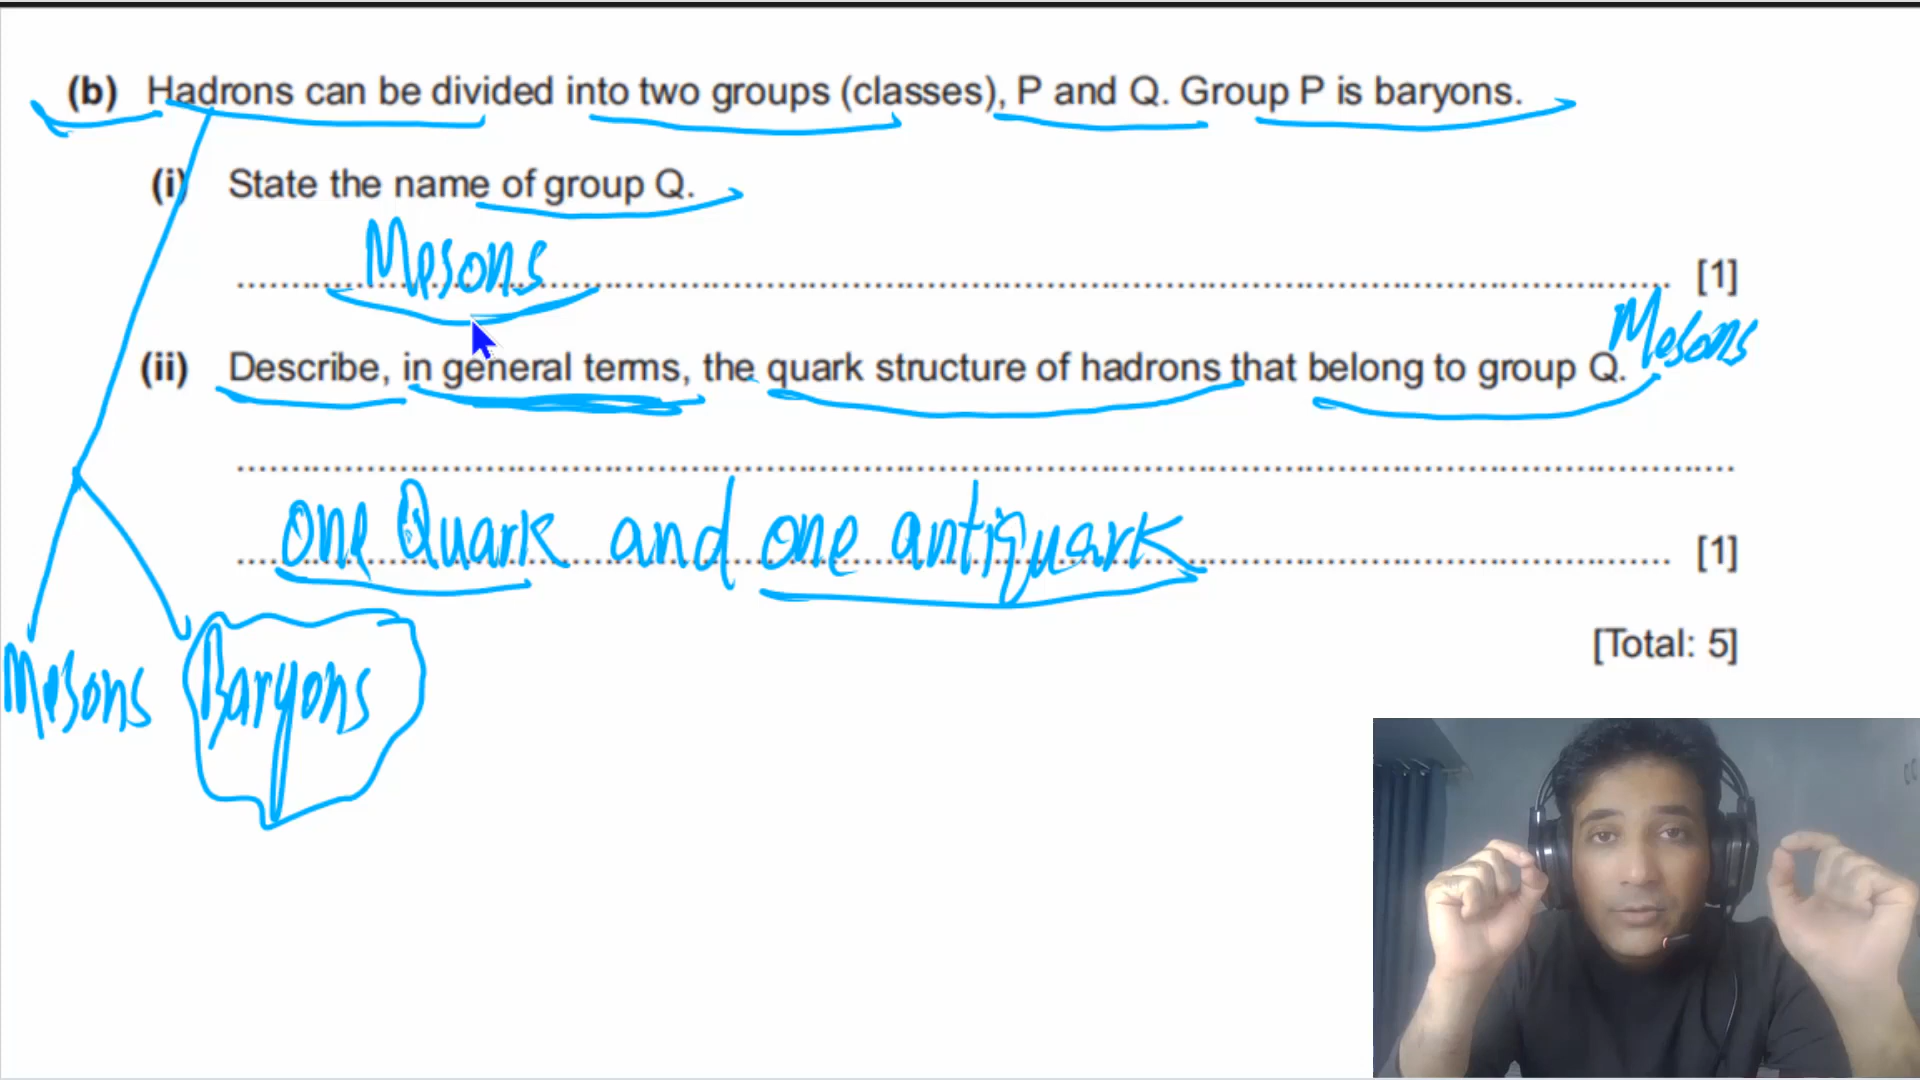 (b) Hadrons can be divided into two groups (classes), P and Q. Group P is baryons.
(i) State the name of group Q.
Mesons
[1]
Mesons
(ii) Describe, in general terms, the quark structure of hadrons that belong to group Q.
one Quark and one antiquark
[1]
[Total: 5]
Mesons Baryons